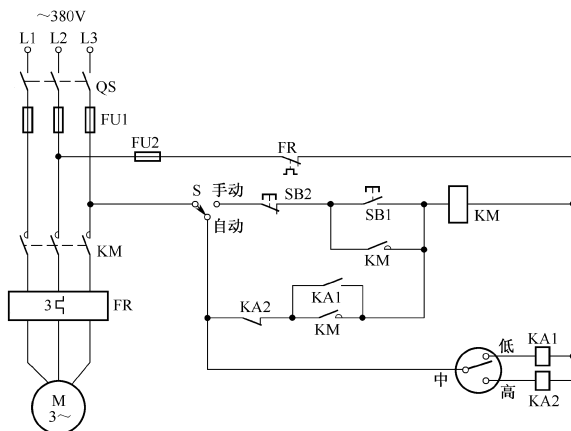 ~380V
L1 L2 L3
QS
FU1
FU2
FR
S
手动
SB2
SB1
KM
自动
KM
KM
KA1
KA2
KM
3
FR
低
KA1
中
高
KA2
M
3~